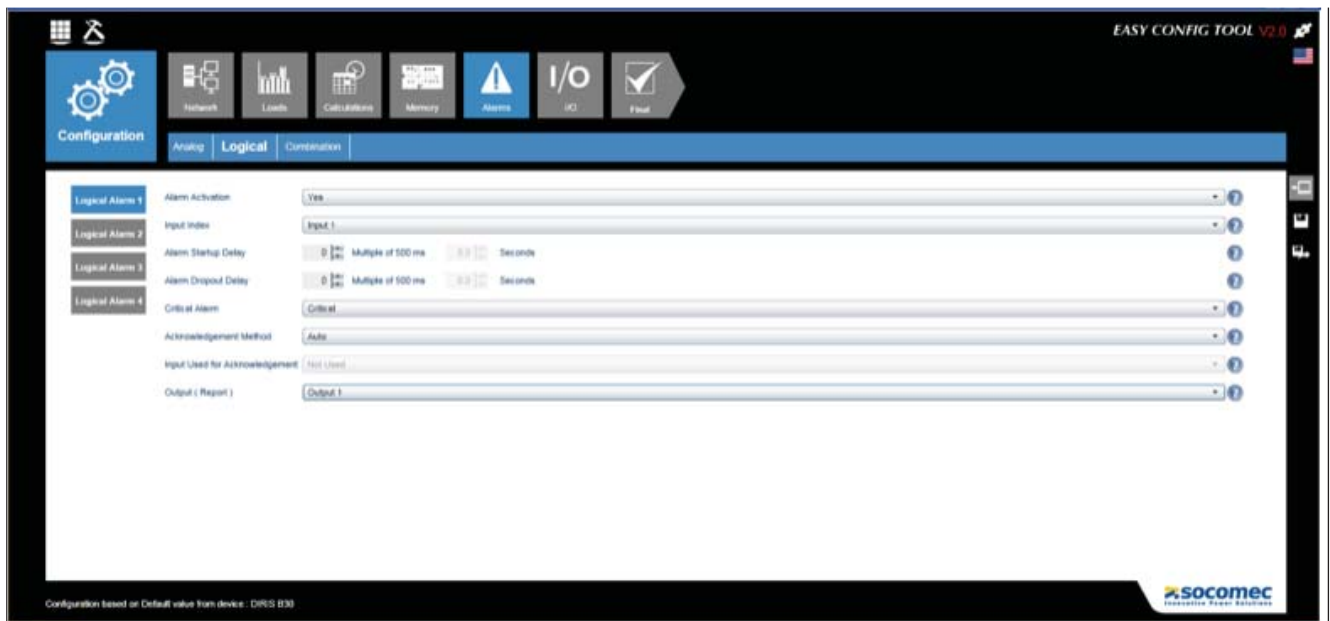 EASY CONFIG TOOL V2.0
Configuration
Network
Loads
Calculations
Memory
Alarms
I/O
I/O
Final
Analog
Logical
Combination
Logical Alarm 1
Logical Alarm 2
Logical Alarm 3
Logical Alarm 4
Alarm Activation Yes ?
Input Index Input 1 ?
Alarm Startup Delay 0 Multiple of 500 ms 0.0 Seconds ?
Alarm Dropout Delay 0 Multiple of 500 ms 0.0 Seconds ?
Critical Alarm Critical ?
Acknowledgement Method Auto ?
Input Used for Acknowledgement Not Used ?
Output ( Report ) Output 1 ?
Configuration based on Default value from device : DIRIS B30
socomec
Innovative Power Solutions